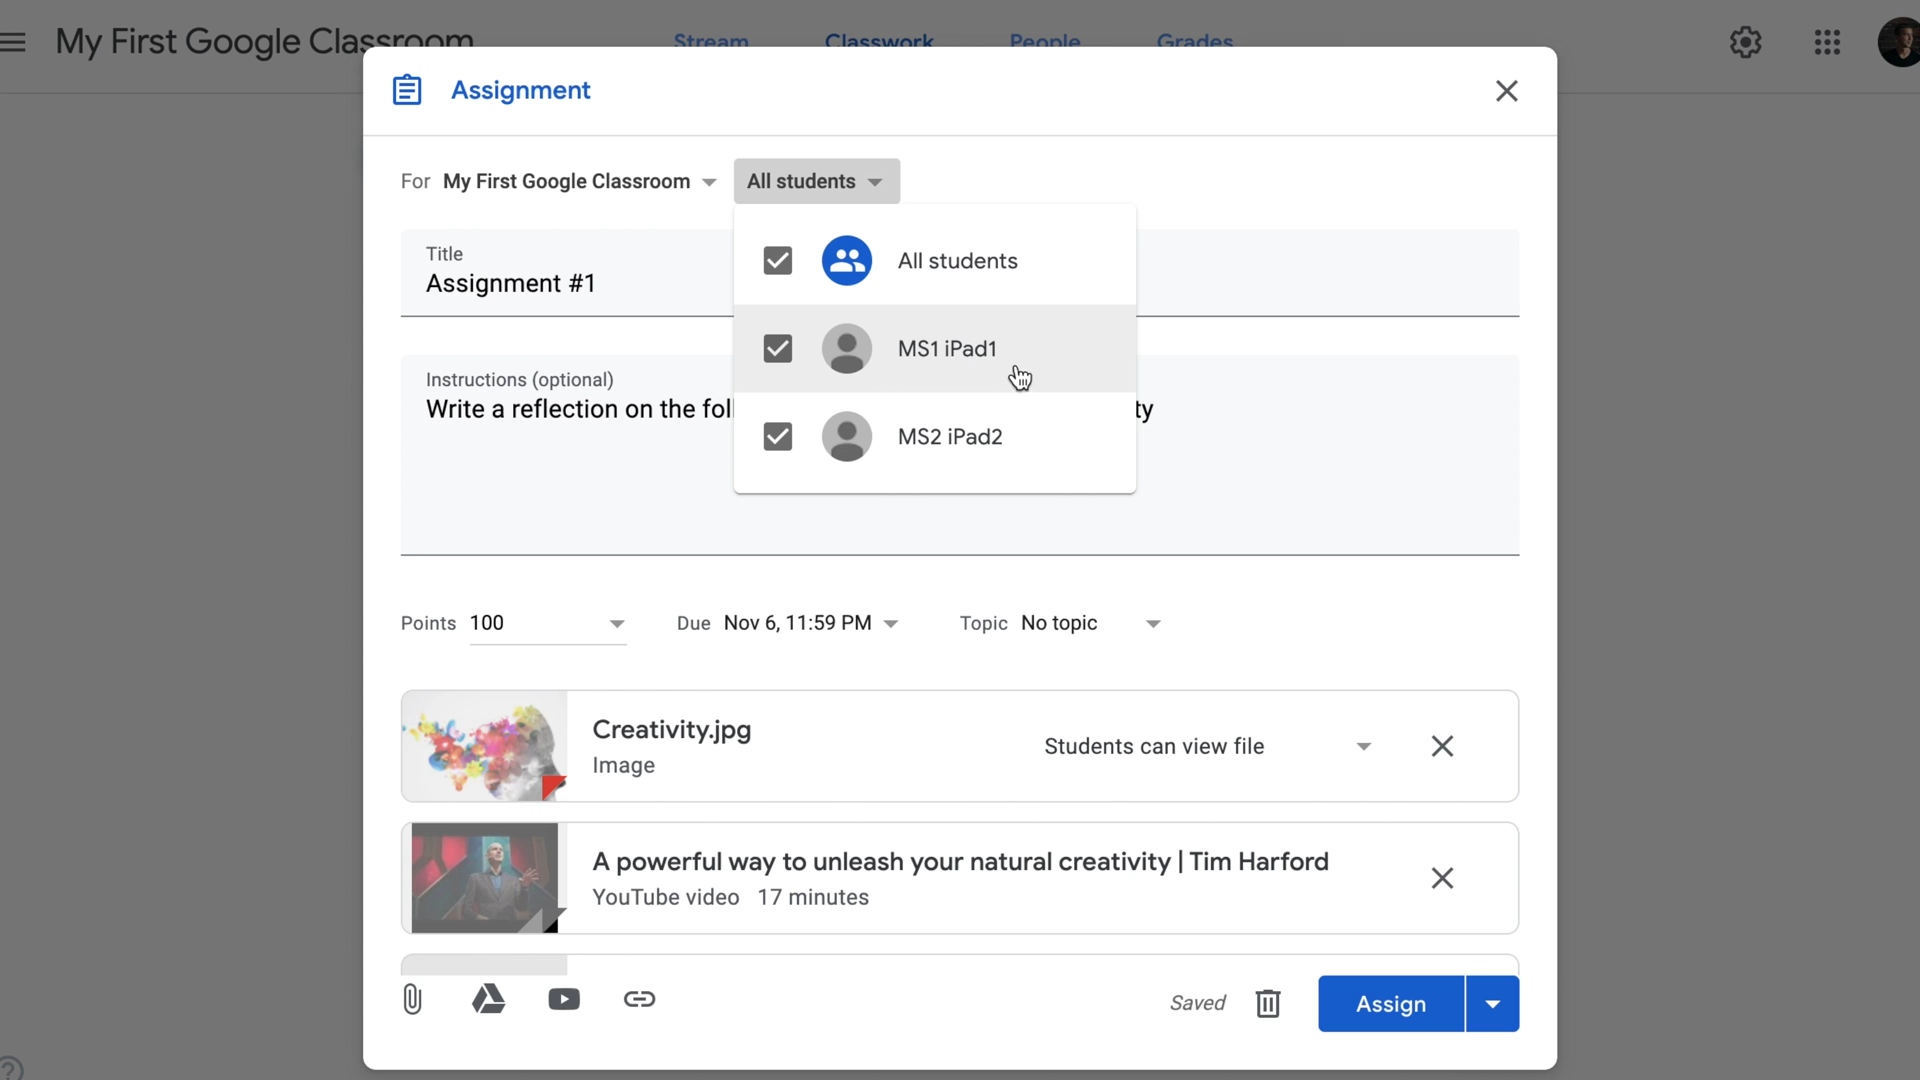 My First Google Classroom
Stream
Classwork
People
Grades
Assignment
For My First Google Classroom
All students
All students
MS1 iPad1
MS2 iPad2
Title
Assignment #1
Instructions (optional)
Write a reflection on the fol ty
Points 100
Due Nov 6, 11:59 PM
Topic No topic
Creativity.jpg
Image
Students can view file
A powerful way to unleash your natural creativity | Tim Harford
YouTube video 17 minutes
Saved
Assign